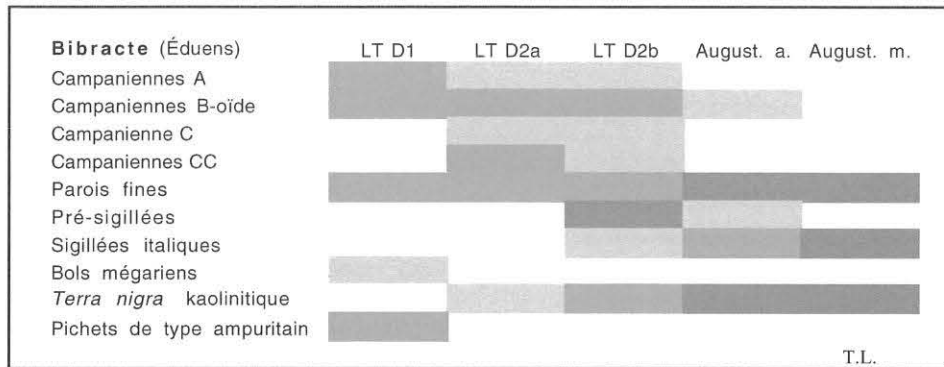 Bibracte (Éduens) LT D1 LT D2a LT D2b August. a. August. m.
Campaniennes A
Campaniennes B-oïde
Campanienne C
Campaniennes CC
Parois fines
Pré-sigillées
Sigillées italiques
Bols mégariens
Terra nigra kaolinitique
Pichets de type ampuritain
T.L.